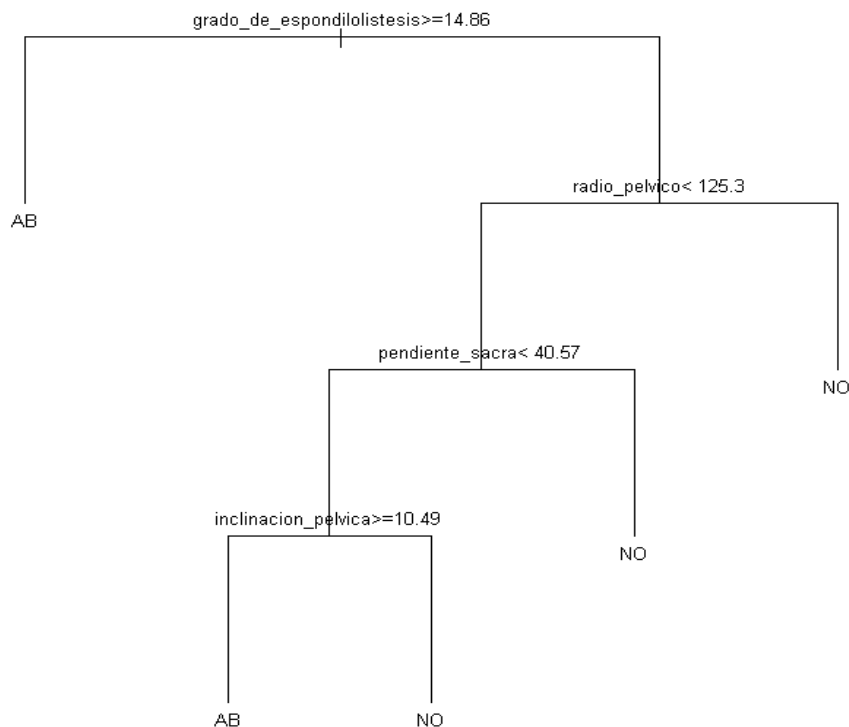 grado_de_espondilolistesis>=14.86
radio_pelvico< 125.3
AB
pendiente_sacra< 40.57
NO
inclinacion_pelvica>=10.49
NO
AB
NO